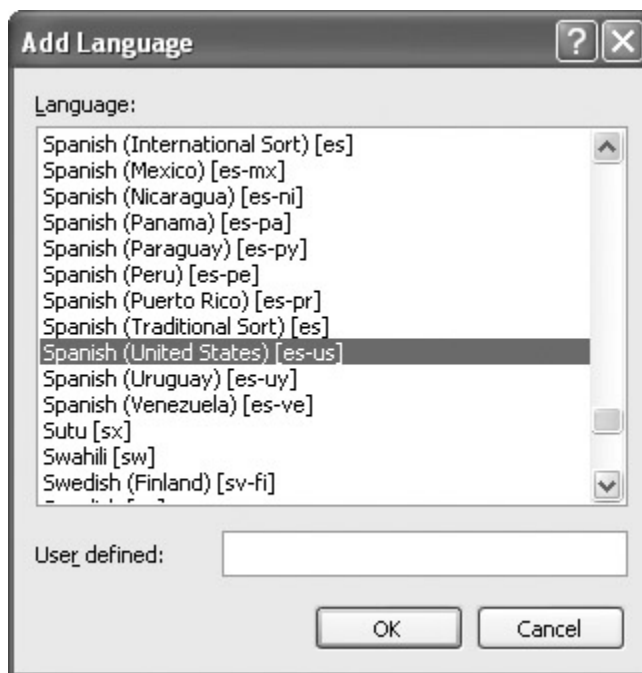 Add Language
Language:
Spanish (International Sort) [es]
Spanish (Mexico) [es-mx]
Spanish (Nicaragua) [es-ni]
Spanish (Panama) [es-pa]
Spanish (Paraguay) [es-py]
Spanish (Peru) [es-pe]
Spanish (Puerto Rico) [es-pr]
Spanish (Traditional Sort) [es]
Spanish (United States) [es-us]
Spanish (Uruguay) [es-uy]
Spanish (Venezuela) [es-ve]
Sutu [sx]
Swahili [sw]
Swedish (Finland) [sv-fi]
User defined:
OK Cancel